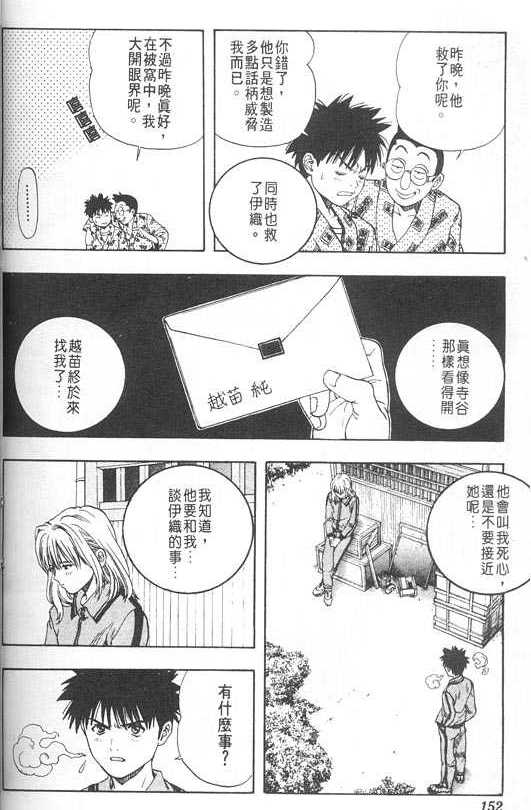 昨晚，他
救了你呢。
你錯了，
他只是想製造
多點話柄威脅
我而已。
同時也救
了伊織。
不過昨晚真好，
在被窩中，我
大開眼界呢。
嘻嘻嘻
………
真想像寺谷
那樣看得開
……
越苗 純
越苗終於來
找我了…
他會叫我死心，
還是不要接近
她呢…
我知道，
他要和我…
談伊織的事…
有什麼事？
152